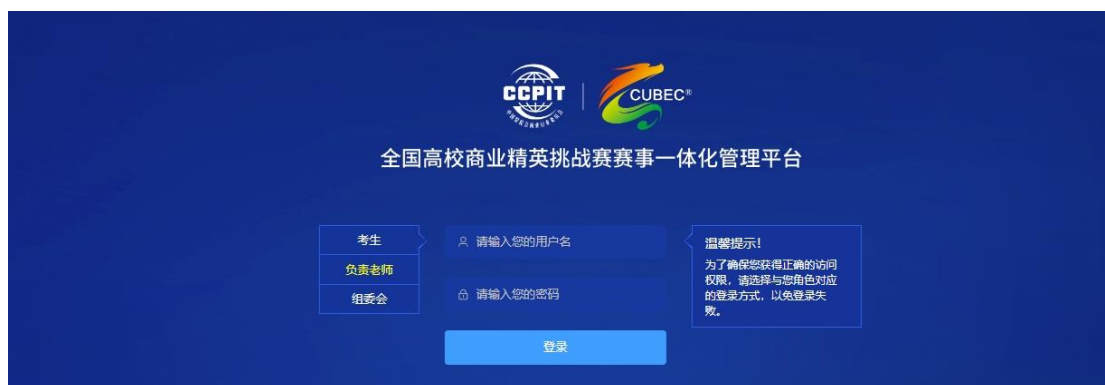 CCPIT
CUBEC®
全国高校商业精英挑战赛赛事一体化管理平台
考生
负责老师
组委会
请输入您的用户名
请输入您的密码
登录
温馨提示!
为了确保您获得正确的访问
权限，请选择与您角色对应
的登录方式，以免登录失
败。